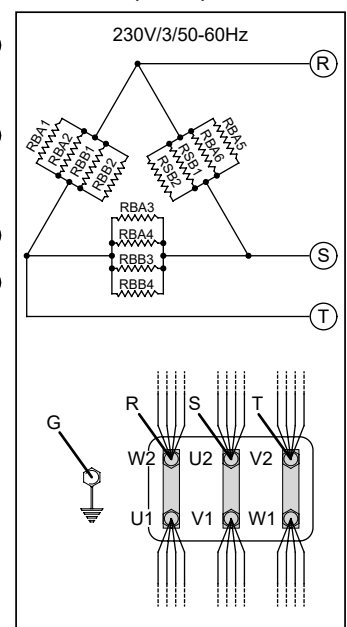 230V/3/50-60Hz
R
RBA1
RBA2
RBB1
RBB2
RBA5
RBA6
RSB1
RSB2
RBA3
RBA4
RBB3
RBB4
S
T
R S T
G
W2 U2 V2
U1 V1 W1